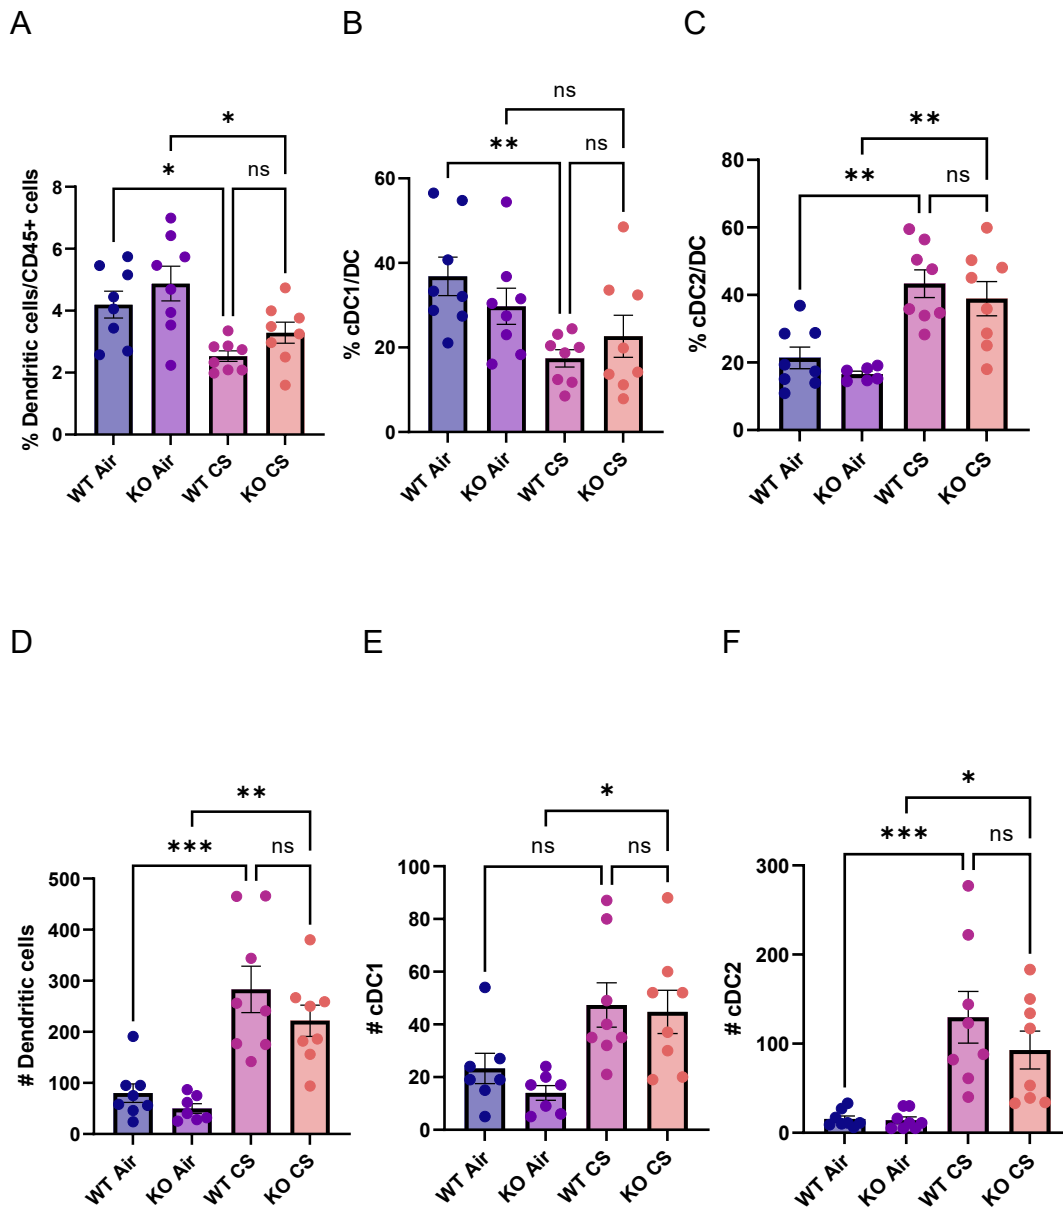 A
B
C
% Dendritic cells/CD45+ cells
8
6
4
2
0
*
*
ns
WT Air
KO Air
WT CS
KO CS
% cDC1/DC
60
40
20
0
ns
**
ns
WT Air
KO Air
WT CS
KO CS
% cDC2/DC
80
60
40
20
0
**
**
ns
WT Air
KO Air
WT CS
KO CS
D
E
F
# Dendritic cells
500
400
300
200
100
0
**
***
ns
WT Air
KO Air
WT CS
KO CS
# cDC1
100
80
60
40
20
0
*
ns
ns
WT Air
KO Air
WT CS
KO CS
# cDC2
300
200
100
0
*
***
ns
WT Air
KO Air
WT CS
KO CS